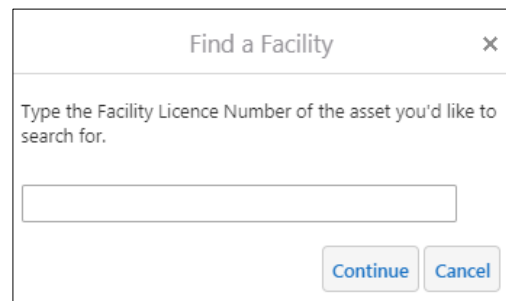 Find a Facility ×
Type the Facility Licence Number of the asset you'd like to
search for.
Continue Cancel